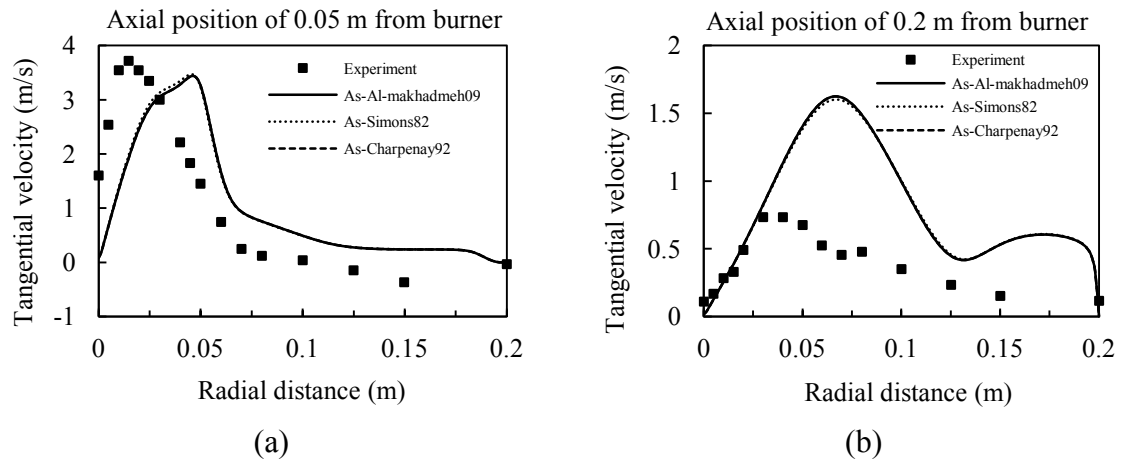 Axial position of 0.05 m from burner
Tangential velocity (m/s)
4
3
2
1
0
-1
Experiment
As-Al-makhadmeh09
As-Simons82
As-Charpenay92
0
0.05
0.1
0.15
0.2
Radial distance (m)
(a)
Axial position of 0.2 m from burner
Tangential velocity (m/s)
2
1.5
1
0.5
0
Experiment
As-Al-makhadmeh09
As-Simons82
As-Charpenay92
0
0.05
0.1
0.15
0.2
Radial distance (m)
(b)